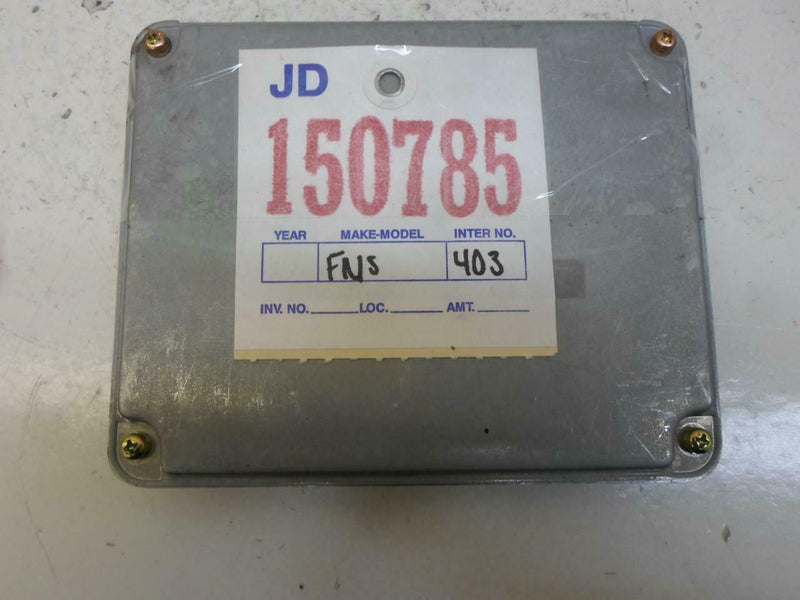 JD
150785
YEAR MAKE-MODEL INTER NO.
FNS 403
INV. NO. LOC. AMT.